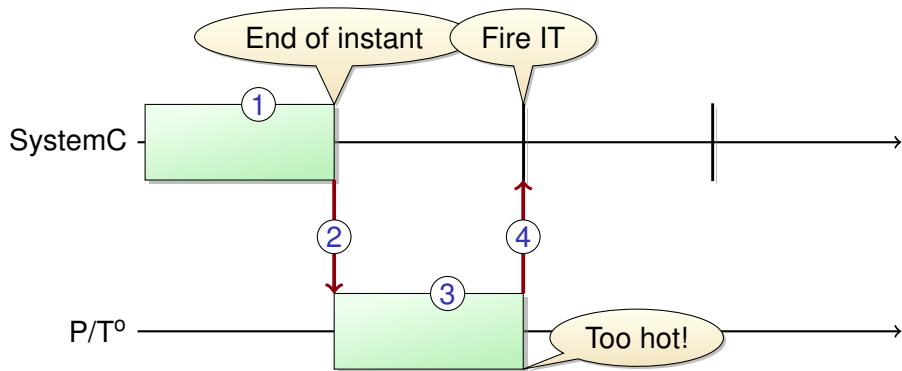 End of instant
Fire IT
1
SystemC
2
4
3
P/Tº
Too hot!